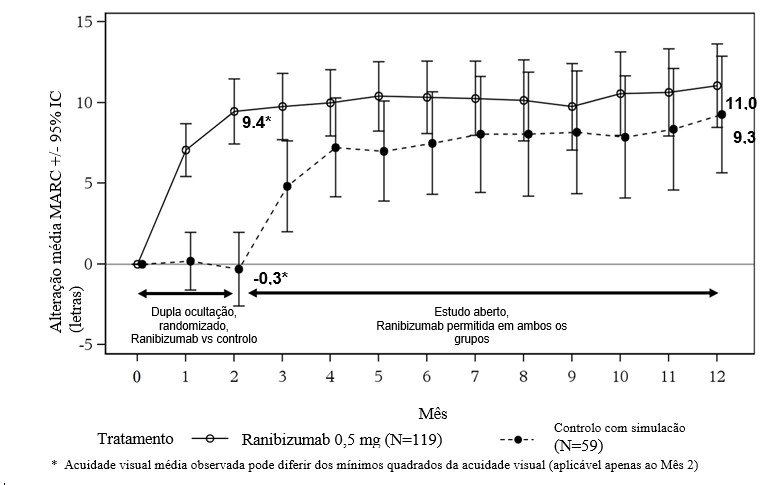 Alteração média MARC +/- 95% IC
(letras)
15
10
5
0
-5
9.4*
-0,3*
11,0
9,3
Dupla ocultação,
randomizado,
Ranibizumab vs controlo
Estudo aberto,
Ranibizumab permitida em ambos os
grupos
0 1 2 3 4 5 6 7 8 9 10 11 12
Mês
Tratamento
Ranibizumab 0,5 mg (N=119)
Controlo com simulacão
(N=59)
* Acuidade visual média observada pode diferir dos mínimos quadrados da acuidade visual (aplicável apenas ao Mês 2)